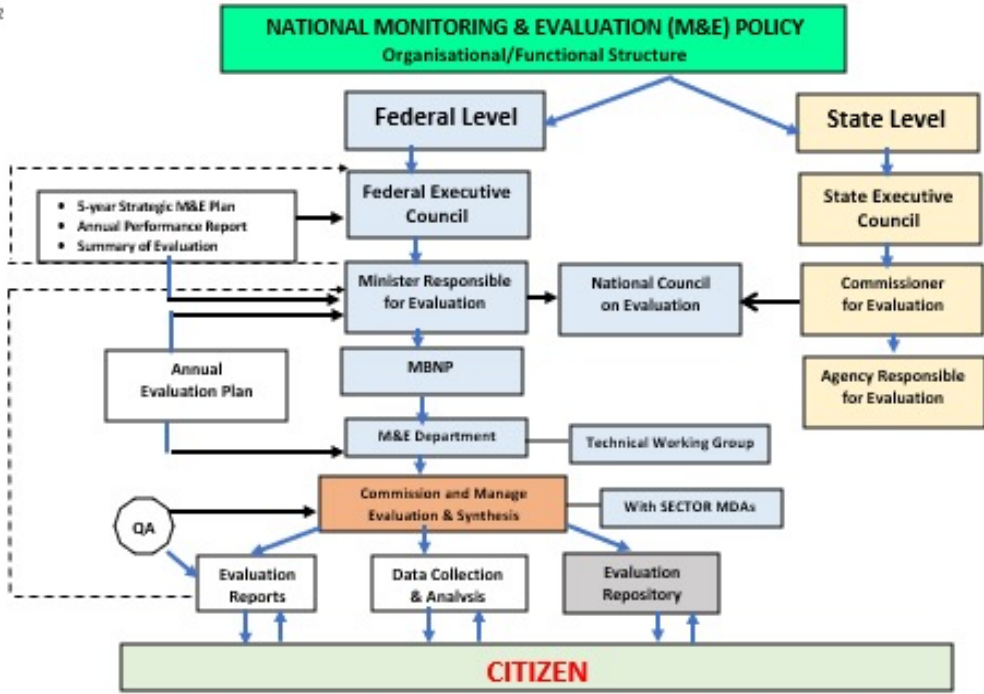 NATIONAL MONITORING & EVALUATION (M&E) POLICY
Organisational/Functional Structure
Federal Level
State Level
Federal Executive
Council
State Executive
Council
• 5-year Strategic M&E Plan
• Annual Performance Report
• Summary of Evaluation
Minister Responsible
for Evaluation
National Council
on Evaluation
Commissioner
for Evaluation
MBNP
Annual
Evaluation Plan
Agency Responsible
for Evaluation
M&E Department
Technical Working Group
Commission and Manage
Evaluation & Synthesis
With SECTOR MDAs
QA
Evaluation
Reports
Data Collection
& Analysis
Evaluation
Repository
CITIZEN